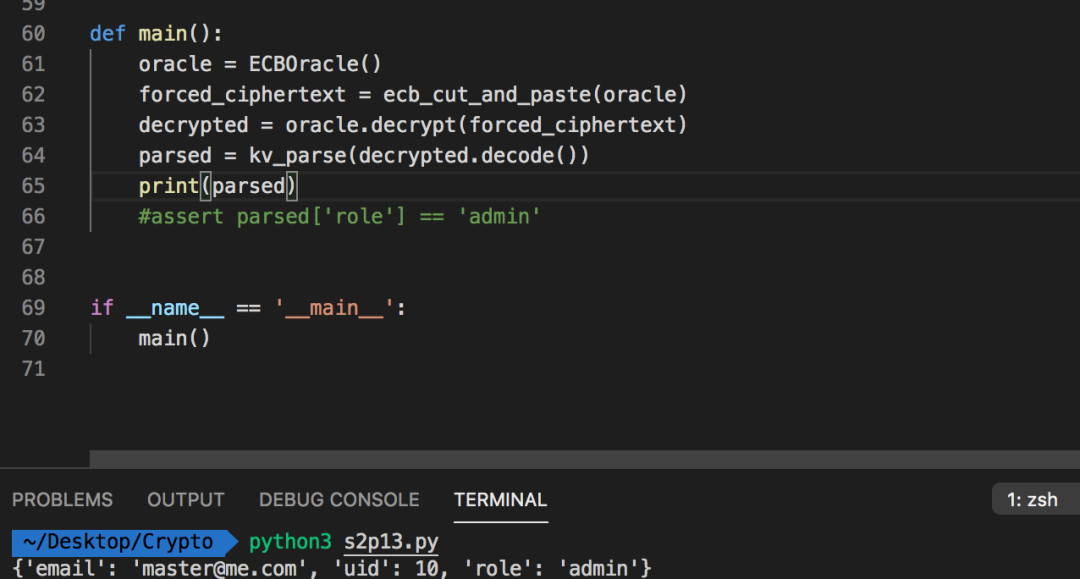 59
60 def main():
61     oracle = ECBOracle()
62     forced_ciphertext = ecb_cut_and_paste(oracle)
63     decrypted = oracle.decrypt(forced_ciphertext)
64     parsed = kv_parse(decrypted.decode())
65     print(parsed)
66     #assert parsed['role'] == 'admin'
67
68
69 if __name__ == '__main__':
70     main()
71
PROBLEMS OUTPUT DEBUG CONSOLE TERMINAL 1: zsh
~/Desktop/Crypto python3 s2p13.py
{'email': 'master@me.com', 'uid': 10, 'role': 'admin'}